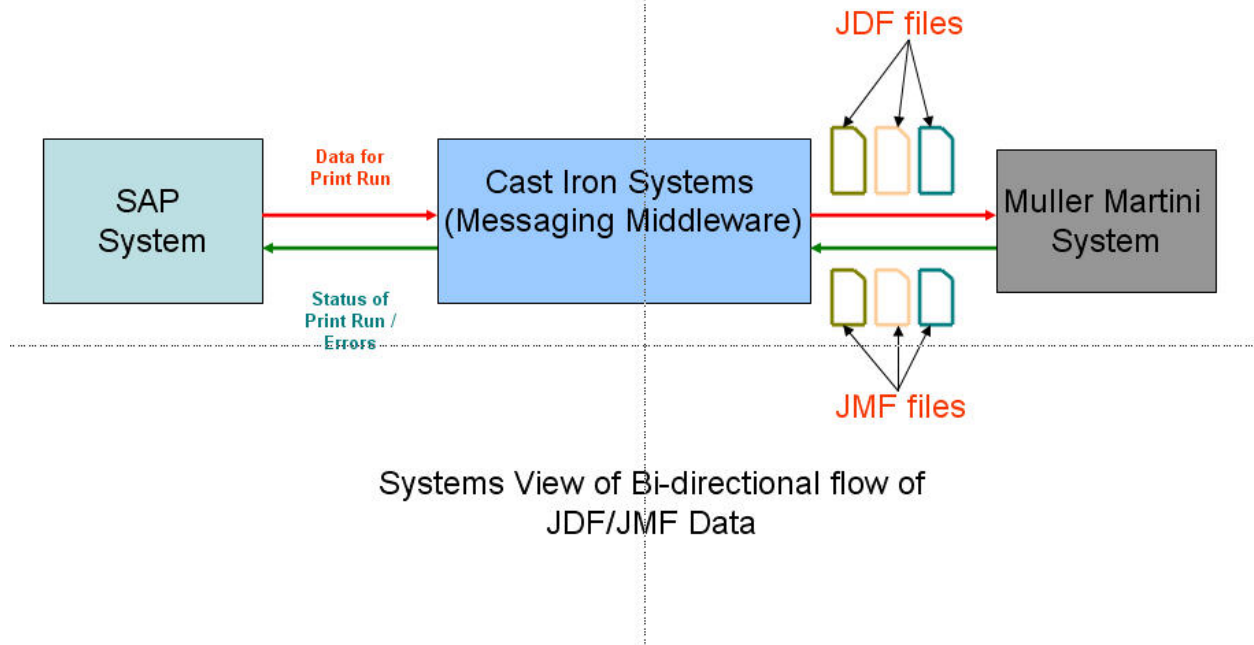 JDF files
Data for
Print Run
SAP
System
Cast Iron Systems
(Messaging Middleware)
Muller Martini
System
Status of
Print Run /
Errors
JMF files
Systems View of Bi-directional flow of
JDF/JMF Data